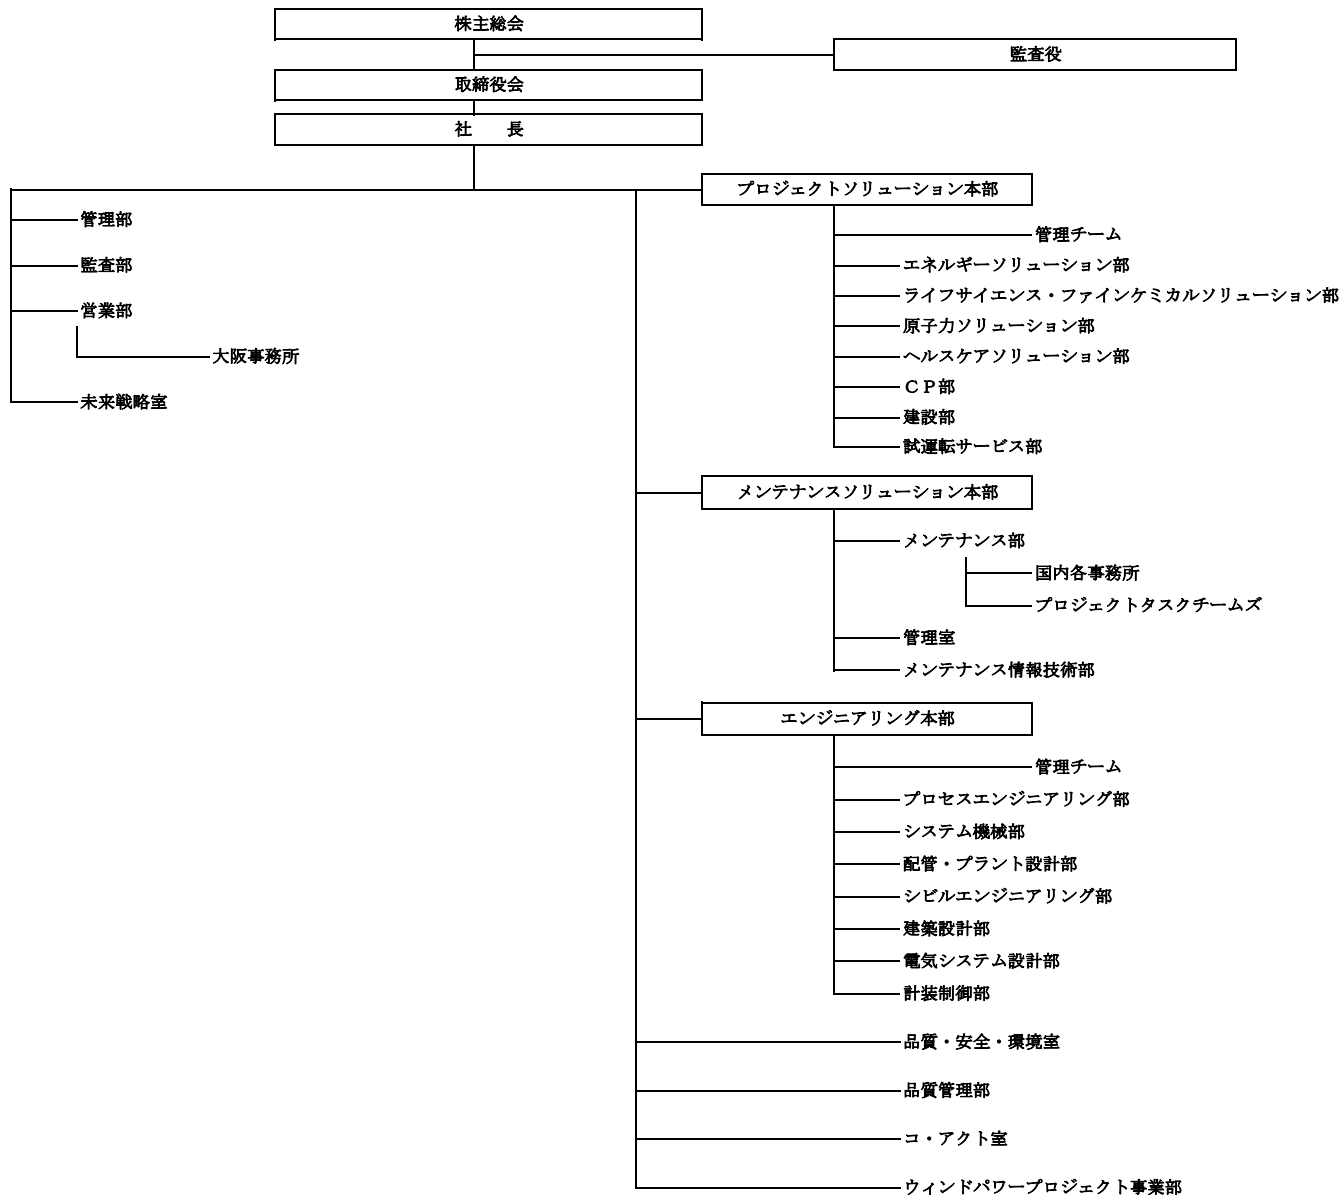 株主総会
監査役
取締役会
社　　長
プロジェクトソリューション本部
管理部
監査部
営業部
大阪事務所
未来戦略室
管理チーム
エネルギーソリューション部
ライフサイエンス・ファインケミカルソリューション部
原子力ソリューション部
ヘルスケアソリューション部
ＣＰ部
建設部
試運転サービス部
メンテナンスソリューション本部
メンテナンス部
国内各事務所
プロジェクトタスクチームズ
管理室
メンテナンス情報技術部
エンジニアリング本部
管理チーム
プロセスエンジニアリング部
システム機械部
配管・プラント設計部
シビルエンジニアリング部
建築設計部
電気システム設計部
計装制御部
品質・安全・環境室
品質管理部
コ・アクト室
ウィンドパワープロジェクト事業部